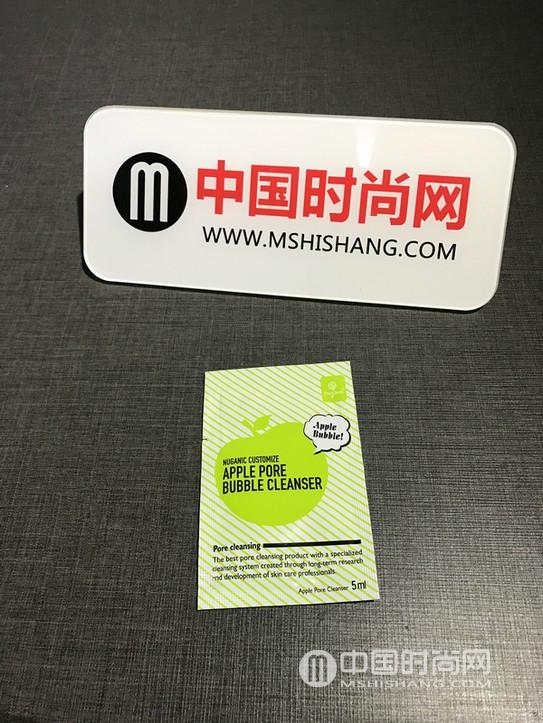 m 中国时尚网
WWW.MSHISHANG.COM
Apple
Bubble!
NUGANIC CUSTOMIZE
APPLE PORE
BUBBLE CLEANSER
Pore cleansing
The best pore cleansing product with a specialized
cleansing system created through long-term research
and development of skin care professionals.
Apple Pore Cleanser 5ml
m 中国时尚网
MSHISHANG.COM